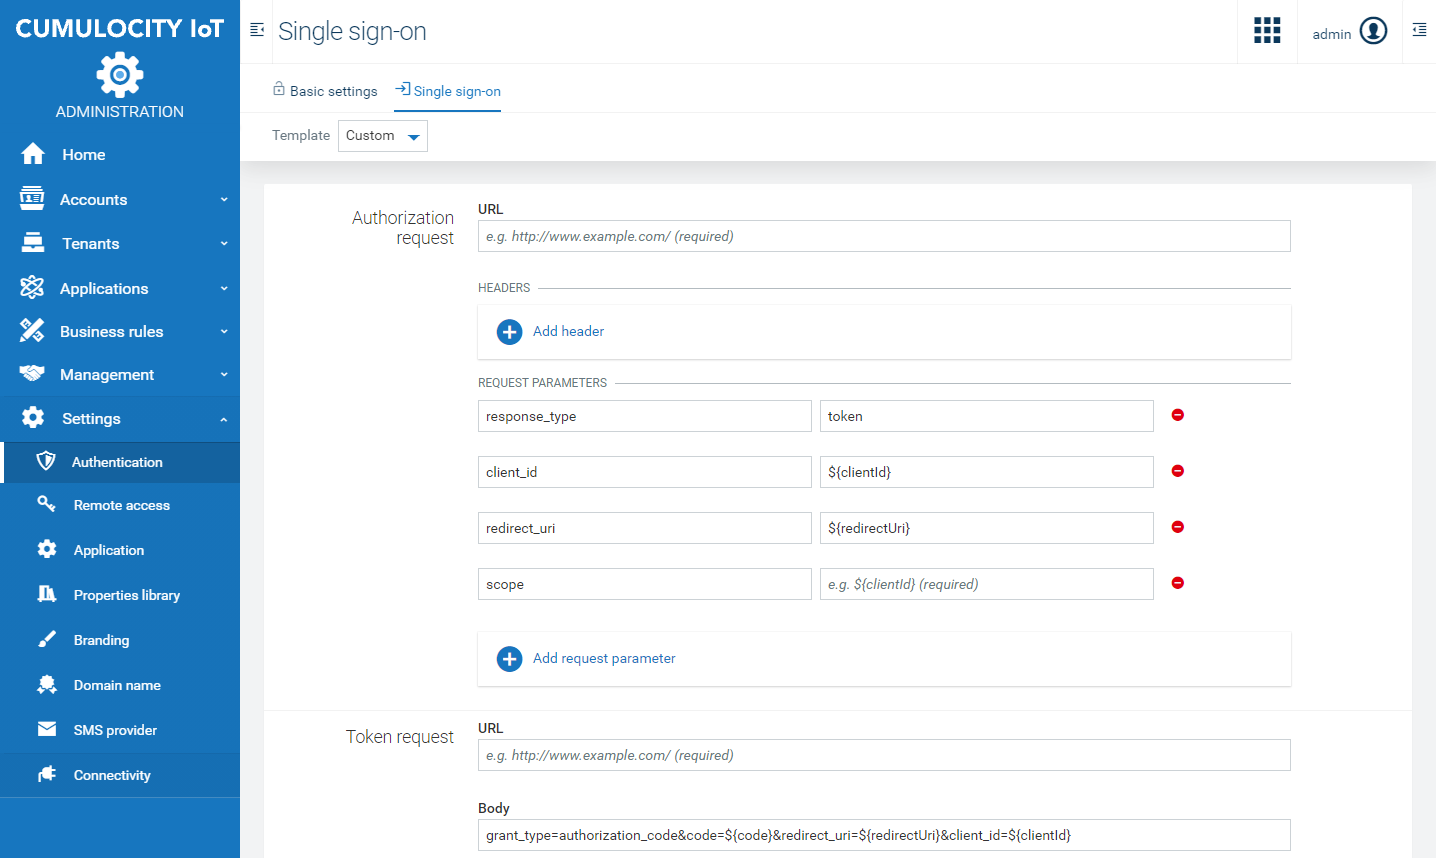 CUMULOCITY IoT
ADMINISTRATION
Home
Accounts
Tenants
Applications
Business rules
Management
Settings
Authentication
Remote access
Application
Properties library
Branding
Domain name
SMS provider
Connectivity
Single sign-on
admin
Basic settings
Single sign-on
Template
Custom
Authorization
request
URL
e.g. http://www.example.com/ (required)
HEADERS
Add header
REQUEST PARAMETERS
response_type
token
client_id
${clientId}
redirect_uri
${redirectUri}
scope
e.g. ${clientId} (required)
Add request parameter
Token request
URL
e.g. http://www.example.com/ (required)
Body
grant_type=authorization_code&code=${code}&redirect_uri=${redirectUri}&client_id=${clientId}